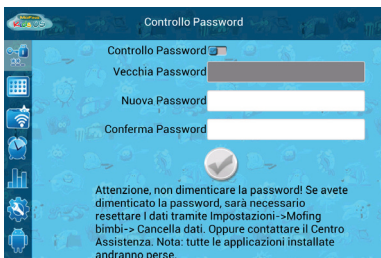 Controllo Password
Controllo Password
Vecchia Password
Nuova Password
Conferma Password
Attenzione, non dimenticare la password! Se avete
dimenticato la password, sarà necessario
resettare I dati tramite Impostazioni->Mofing
bimbi-> Cancella dati. Oppure contattare il Centro
Assistenza. Nota: tutte le applicazioni installate
andranno perse.